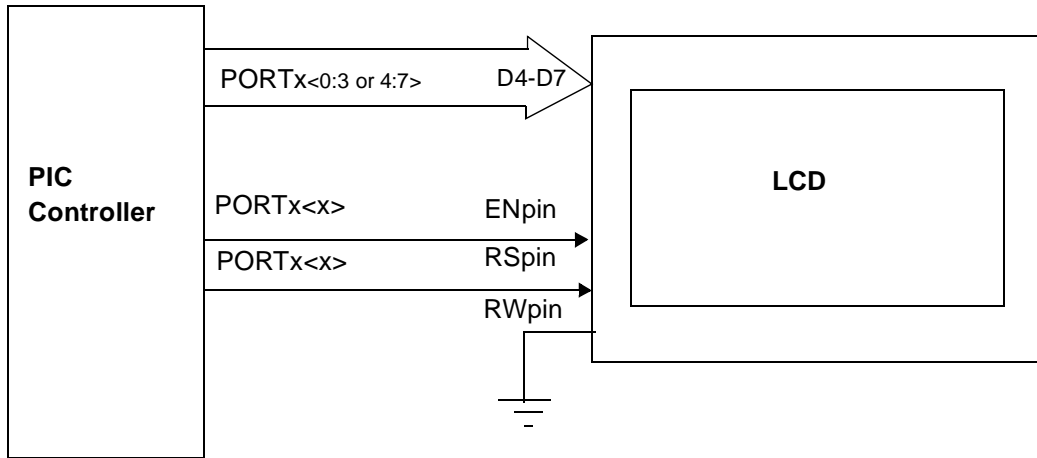 PORTx<0:3 or 4:7> D4-D7
PIC
Controller
LCD
PORTx<x> ENpin
PORTx<x> RSpin
RWpin